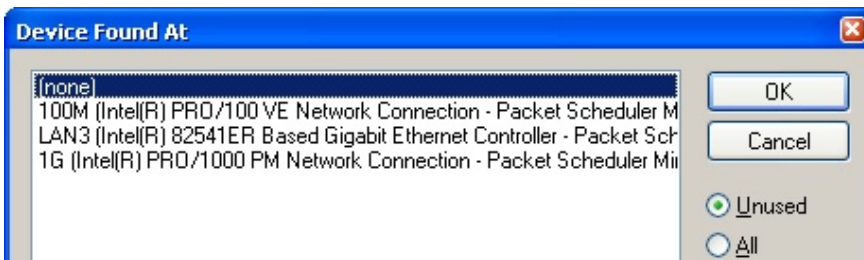 Device Found At
(none)
100M (Intel(R) PRO/100 VE Network Connection - Packet Scheduler M
LAN3 (Intel(R) 82541ER Based Gigabit Ethernet Controller - Packet Sch
1G (Intel(R) PRO/1000 PM Network Connection - Packet Scheduler Mir
OK
Cancel
Unused
All